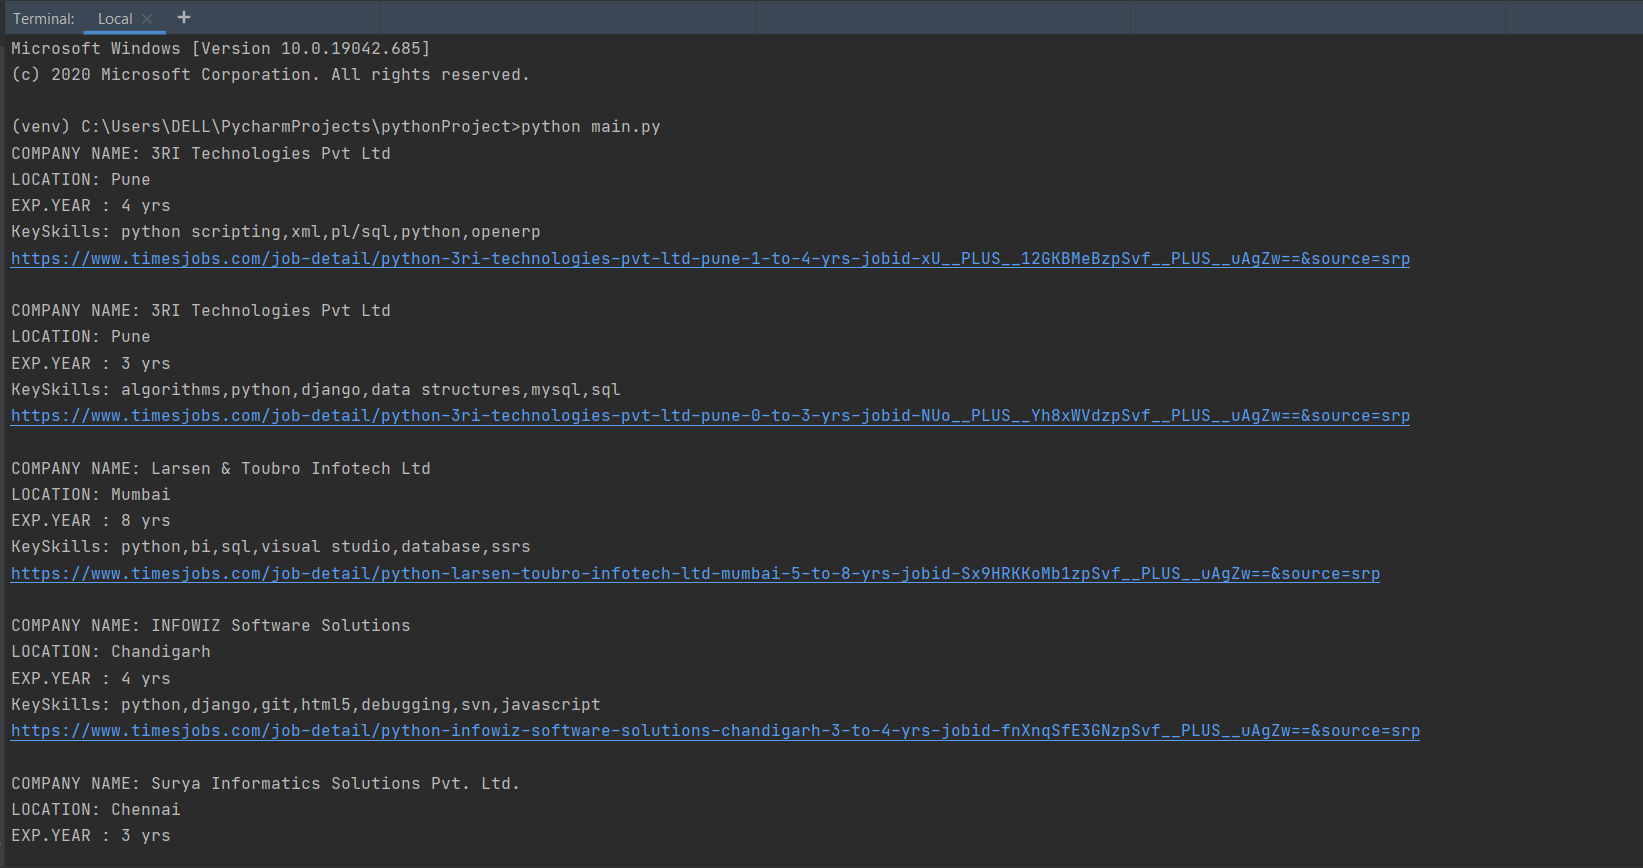 Terminal: Local × +
Microsoft Windows [Version 10.0.19042.685]
(c) 2020 Microsoft Corporation. All rights reserved.
(venv) C:\Users\DELL\PycharmProjects\pythonProject>python main.py
COMPANY NAME: 3RI Technologies Pvt Ltd
LOCATION: Pune
EXP.YEAR : 4 yrs
KeySkills: python scripting,xml,pl/sql,python,openerp
https://www.timesjobs.com/job-detail/python-3ri-technologies-pvt-ltd-pune-1-to-4-yrs-jobid-xU__PLUS__12GKBMeBzpSvf__PLUS__uAgZw==&source=srp
COMPANY NAME: 3RI Technologies Pvt Ltd
LOCATION: Pune
EXP.YEAR : 3 yrs
KeySkills: algorithms,python,django,data structures,mysql,sql
https://www.timesjobs.com/job-detail/python-3ri-technologies-pvt-ltd-pune-0-to-3-yrs-jobid-NUo__PLUS__Yh8xWVdzpSvf__PLUS__uAgZw==&source=srp
COMPANY NAME: Larsen & Toubro Infotech Ltd
LOCATION: Mumbai
EXP.YEAR : 8 yrs
KeySkills: python,bi,sql,visual studio,database,ssrs
https://www.timesjobs.com/job-detail/python-larsen-toubro-infotech-ltd-mumbai-5-to-8-yrs-jobid-Sx9HRKKoMb1zpSvf__PLUS__uAgZw==&source=srp
COMPANY NAME: INFOWIZ Software Solutions
LOCATION: Chandigarh
EXP.YEAR : 4 yrs
KeySkills: python,django,git,html5,debugging,svn,javascript
https://www.timesjobs.com/job-detail/python-infowiz-software-solutions-chandigarh-3-to-4-yrs-jobid-fnXnqSfE3GNzpSvf__PLUS__uAgZw==&source=srp
COMPANY NAME: Surya Informatics Solutions Pvt. Ltd.
LOCATION: Chennai
EXP.YEAR : 3 yrs